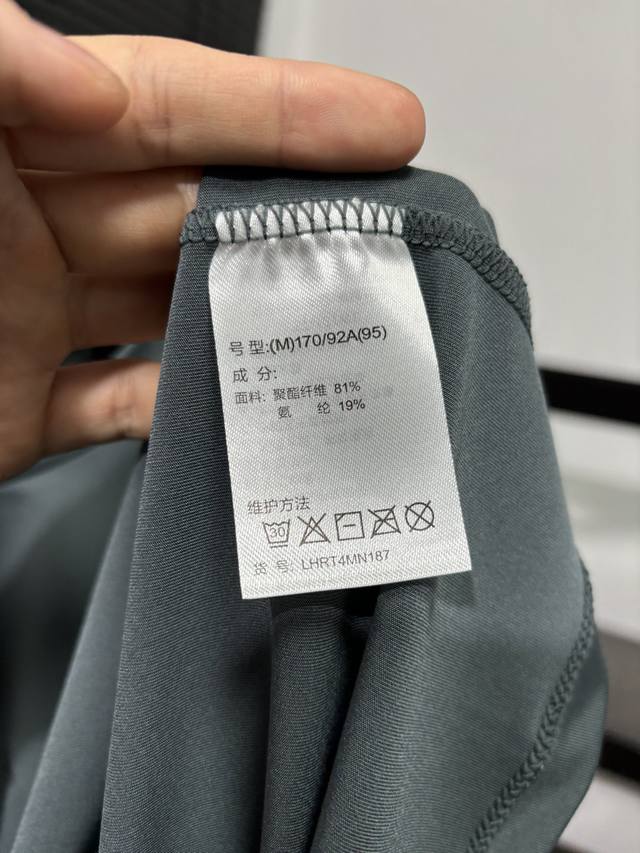 号型:(M)170/92A(95)
成分:
面料: 聚酯纤维 81%
氨纶 19%
维护方法
30
货号: LHRT4MN187